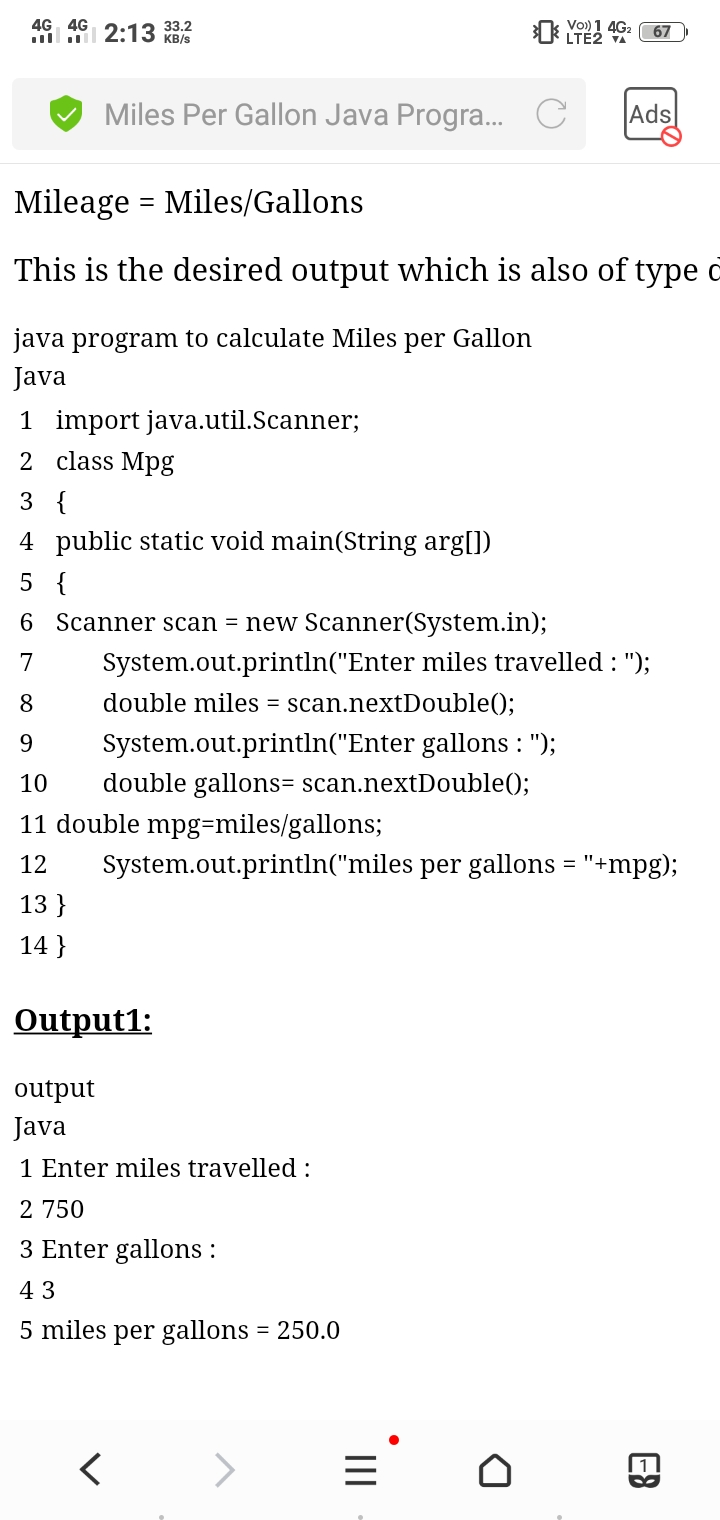 4G 4G 2:13 33.2 KB/s Vo)) 1 LTE2 4G2 67
Miles Per Gallon Java Progra... Ads
Mileage = Miles/Gallons
This is the desired output which is also of type
java program to calculate Miles per Gallon
Java
1 import java.util.Scanner;
2 class Mpg
3 {
4 public static void main(String arg[])
5 {
6 Scanner scan = new Scanner(System.in);
7 System.out.println("Enter miles travelled : ");
8 double miles = scan.nextDouble();
9 System.out.println("Enter gallons : ");
10 double gallons= scan.nextDouble();
11 double mpg=miles/gallons;
12 System.out.println("miles per gallons = "+mpg);
13 }
14 }
Output1:
output
Java
1 Enter miles travelled :
2 750
3 Enter gallons :
4 3
5 miles per gallons = 250.0
1